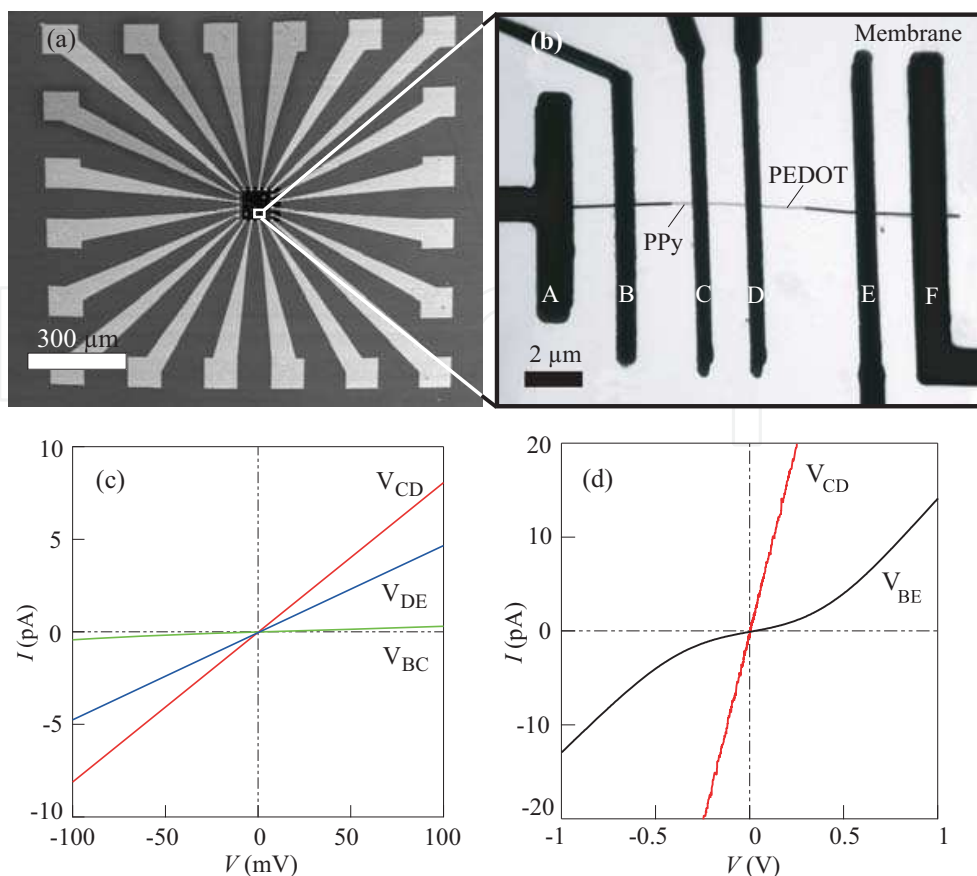 (a)
300 µm
(b)
Membrane
PEDOT
PPy
A B C D E F
2 µm
(c)
10
5
0
-5
-10
I (pA)
V_CD
V_DE
V_BC
-100 -50 0 50 100
V (mV)
(d)
20
10
0
-10
-20
I (pA)
V_CD
V_BE
-1 -0.5 0 0.5 1
V (V)